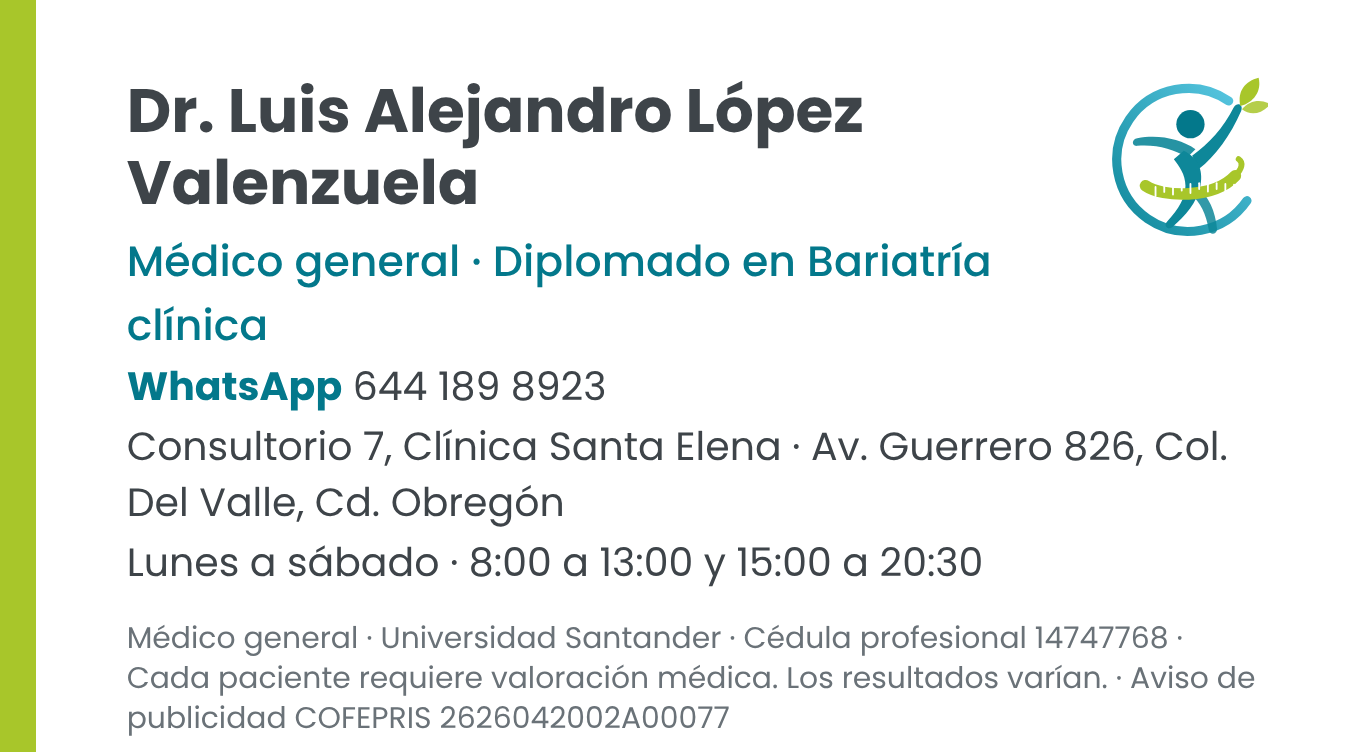 Dr. Luis Alejandro López
Valenzuela
Médico general · Diplomado en Bariatría
clínica
WhatsApp 644 189 8923
Consultorio 7, Clínica Santa Elena · Av. Guerrero 826, Col.
Del Valle, Cd. Obregón
Lunes a sábado · 8:00 a 13:00 y 15:00 a 20:30
Médico general · Universidad Santander · Cédula profesional 14747768 ·
Cada paciente requiere valoración médica. Los resultados varían. · Aviso de
publicidad COFEPRIS 2626042002A00077